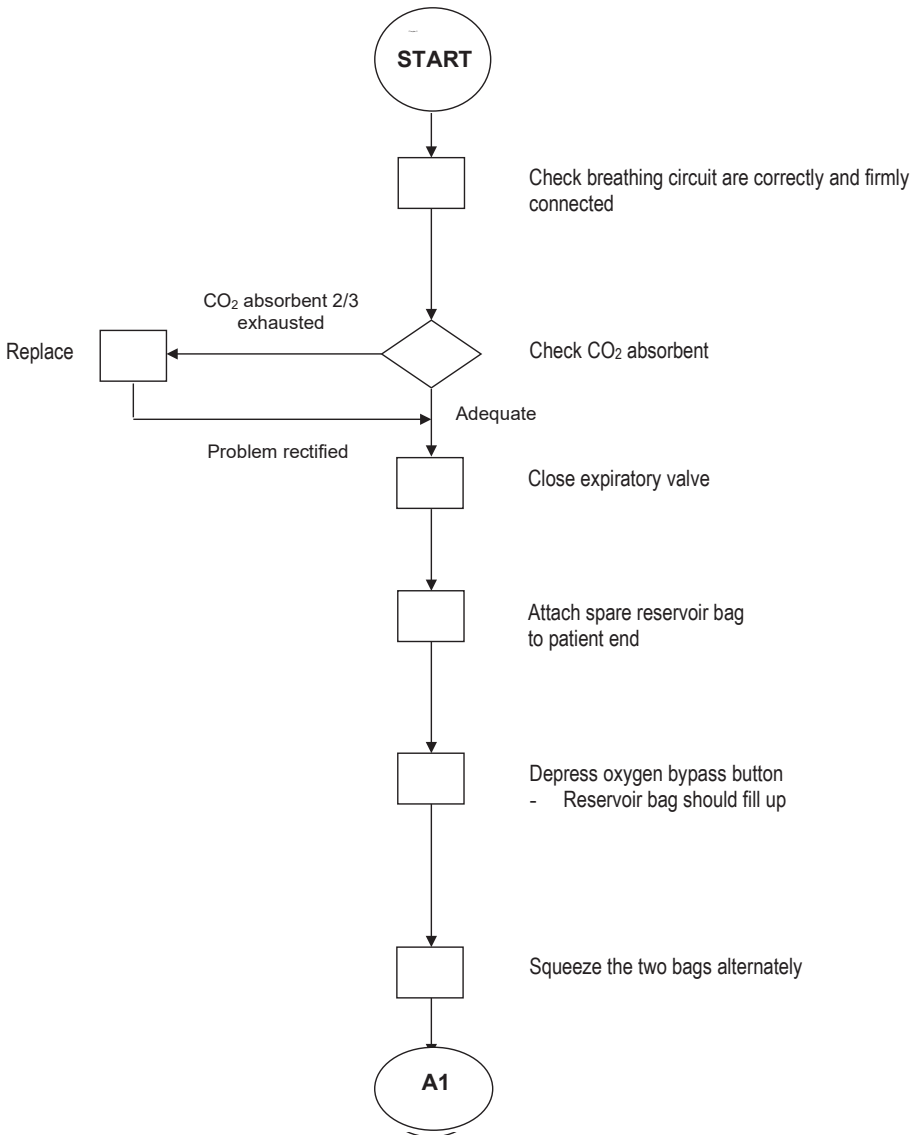 START
Check breathing circuit are correctly and firmly
connected
CO₂ absorbent 2/3
exhausted
Replace
Check CO₂ absorbent
Adequate
Problem rectified
Close expiratory valve
Attach spare reservoir bag
to patient end
Depress oxygen bypass button
- Reservoir bag should fill up
Squeeze the two bags alternately
A1